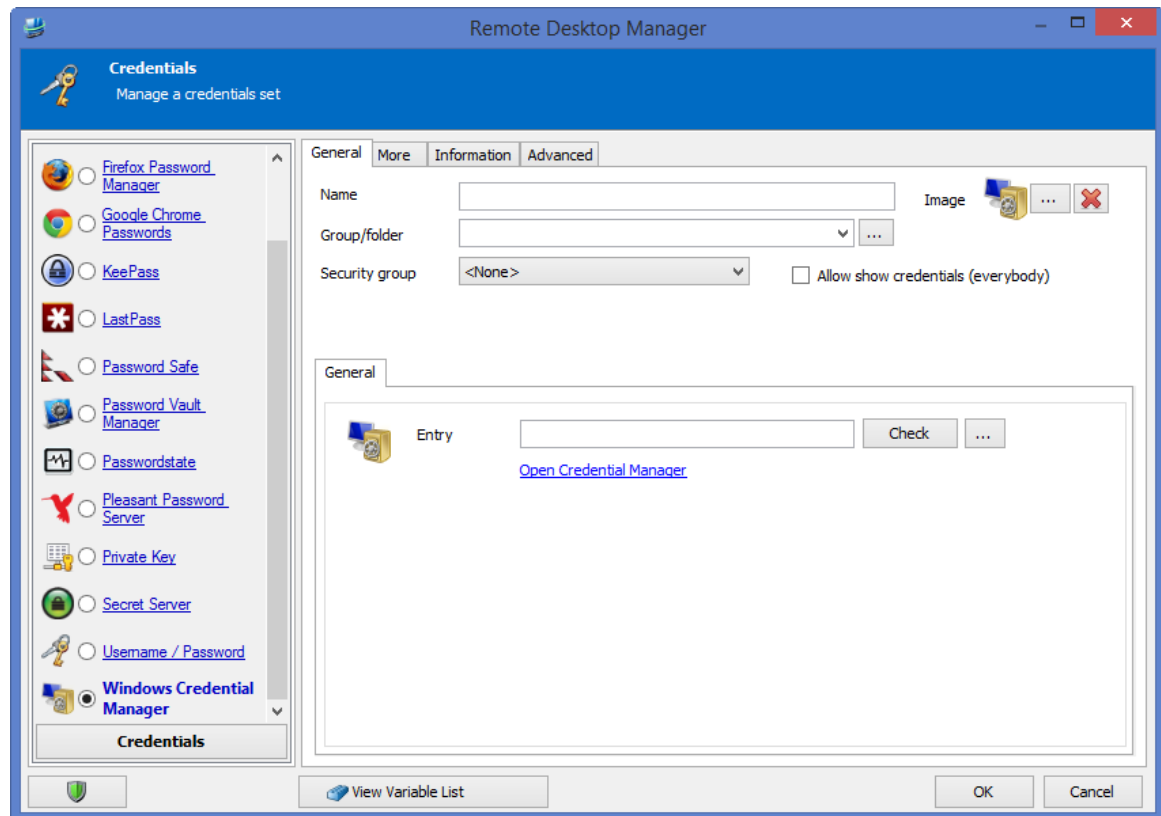 Remote Desktop Manager
Credentials
Manage a credentials set
Firefox Password
Manager
Google Chrome
Passwords
KeePass
LastPass
Password Safe
Password Vault
Manager
Passwordstate
Pleasant Password
Server
Private Key
Secret Server
Username / Password
Windows Credential
Manager
Credentials
General More Information Advanced
Name
Image ...
Group/folder
...
Security group <None> Allow show credentials (everybody)
General
Entry Check ...
Open Credential Manager
View Variable List OK Cancel